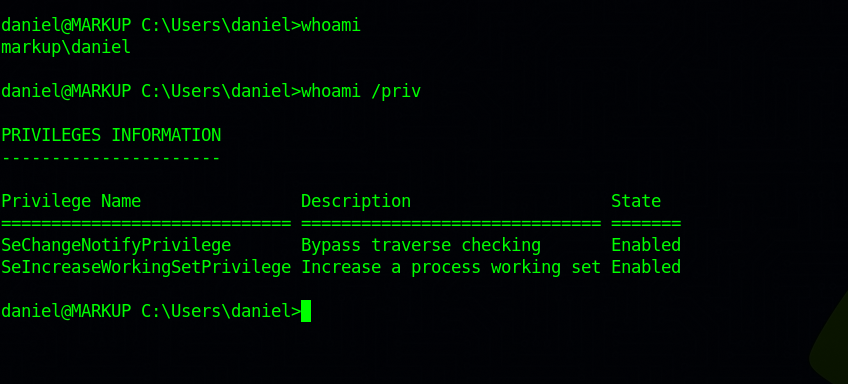 daniel@MARKUP C:\Users\daniel>whoami
markup\daniel
daniel@MARKUP C:\Users\daniel>whoami /priv
PRIVILEGES INFORMATION
----------------------
Privilege Name                Description                    State
============================= ============================== =======
SeChangeNotifyPrivilege       Bypass traverse checking       Enabled
SeIncreaseWorkingSetPrivilege Increase a process working set Enabled
daniel@MARKUP C:\Users\daniel>